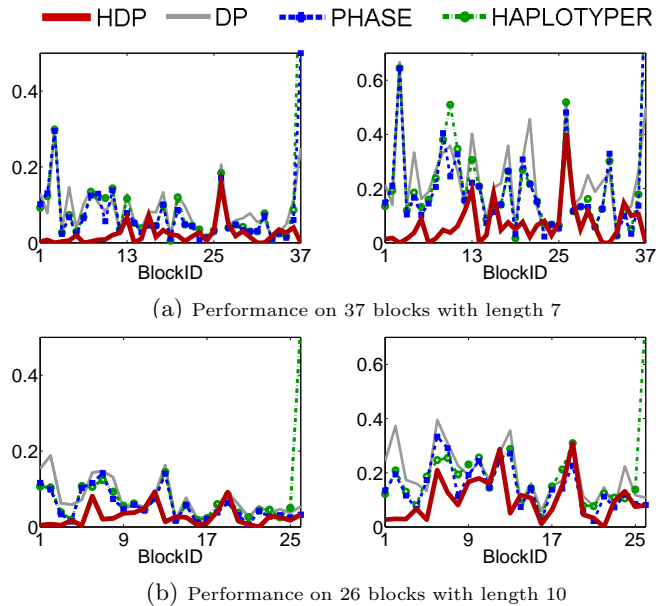 HDP DP PHASE HAPLOTYPER
0.4
0.2
0
1 13 25 37
BlockID
0.6
0.4
0.2
0
1 13 25 37
BlockID
(a) Performance on 37 blocks with length 7
0.4
0.2
0
1 9 17 25
BlockID
0.6
0.4
0.2
0
1 9 17 25
BlockID
(b) Performance on 26 blocks with length 10